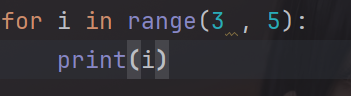 for i in range(3 , 5):
    print(i)